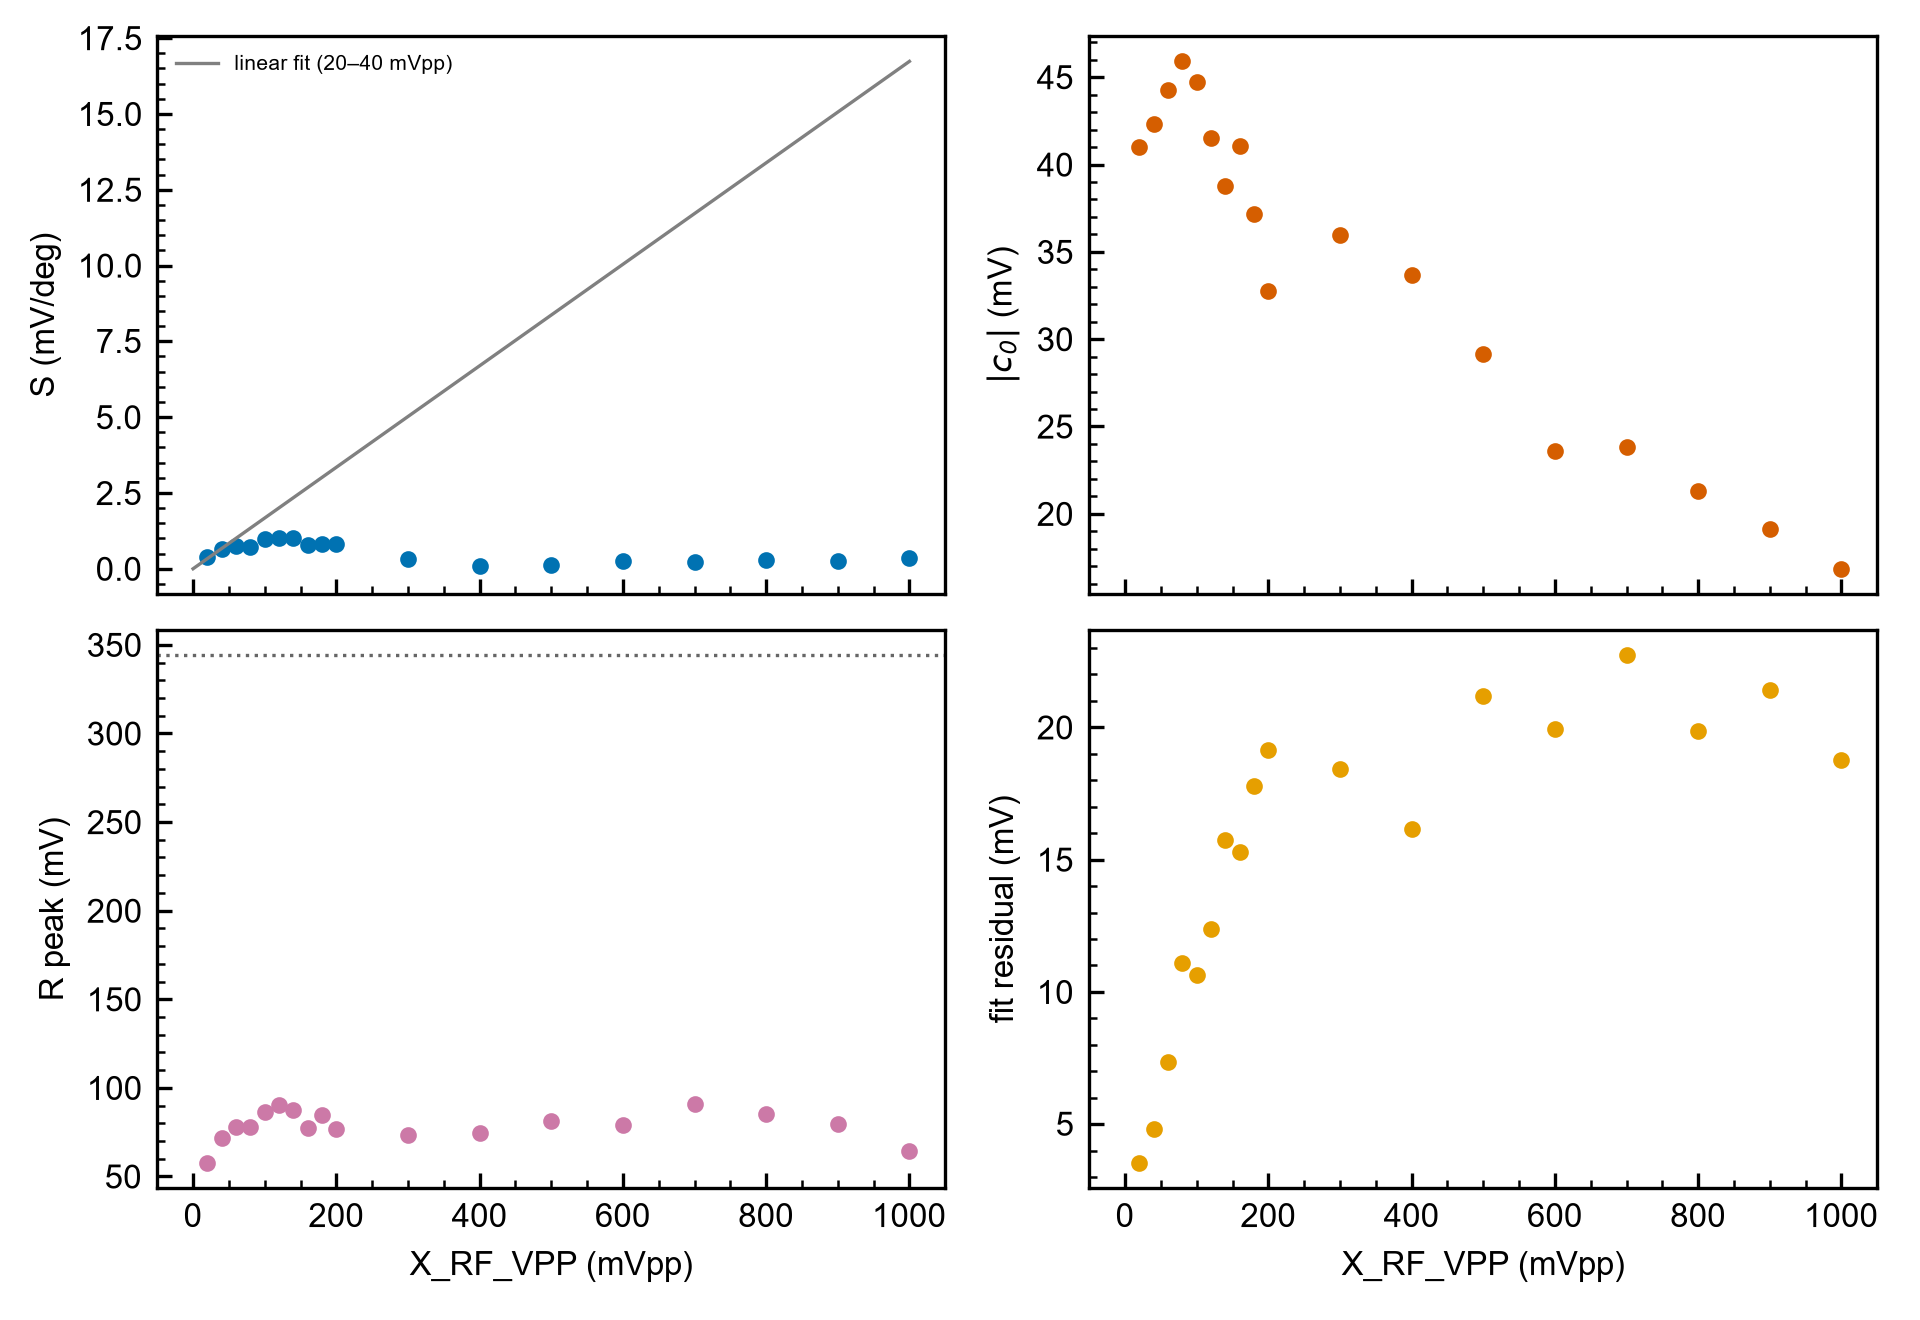 17.5
15.0
12.5
10.0
7.5
5.0
2.5
0.0
S (mV/deg)
linear fit (20–40 mVpp)
45
40
35
30
25
20
|c₀| (mV)
350
300
250
200
150
100
50
R peak (mV)
0 200 400 600 800 1000
X_RF_VPP (mVpp)
20
15
10
5
fit residual (mV)
0 200 400 600 800 1000
X_RF_VPP (mVpp)